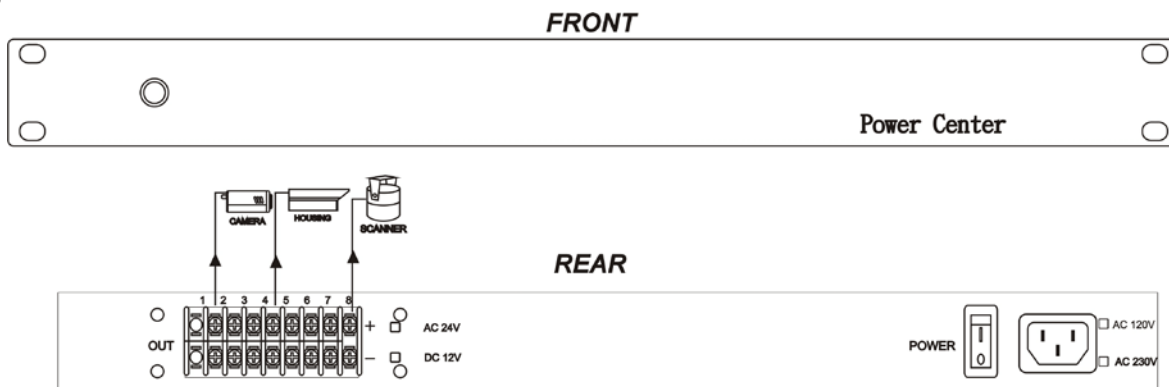 FRONT
Power Center
CAMERA
HOUSING
SCANNER
REAR
1 2 3 4 5 6 7 8
+ AC 24V
OUT
- DC 12V
POWER
I
O
AC 120V
AC 230V